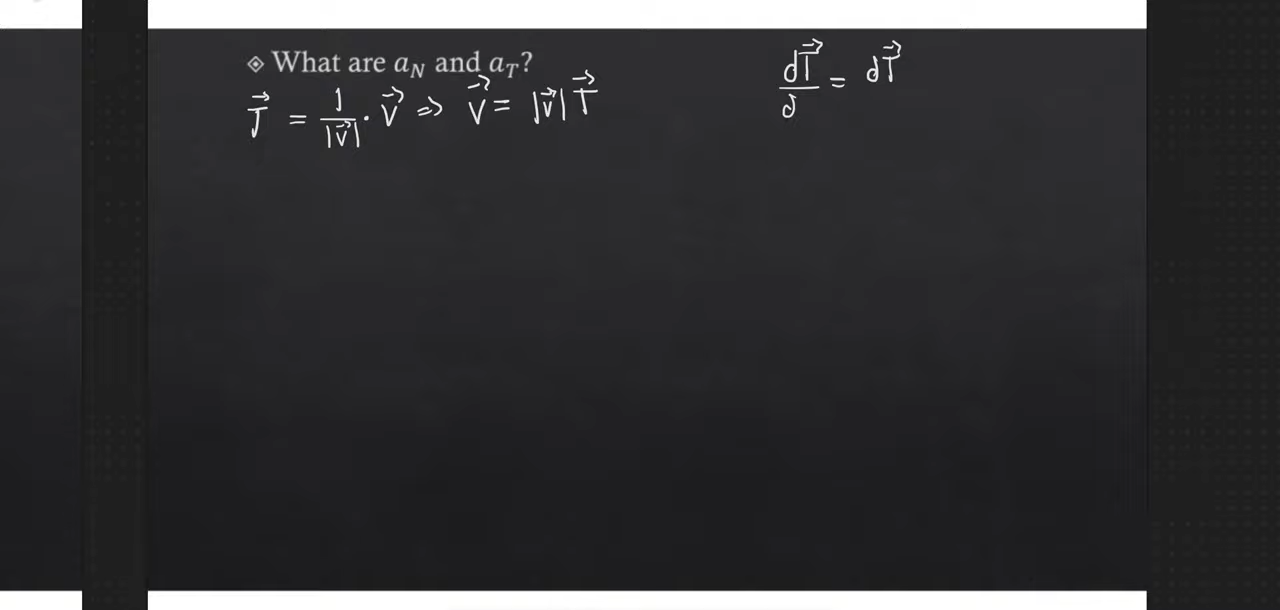 ◈ What are a_N and a_T?
T⃗ = 1/|v⃗| · v⃗ ⇒ v⃗ = |v⃗| T⃗
dT⃗/d = dT⃗